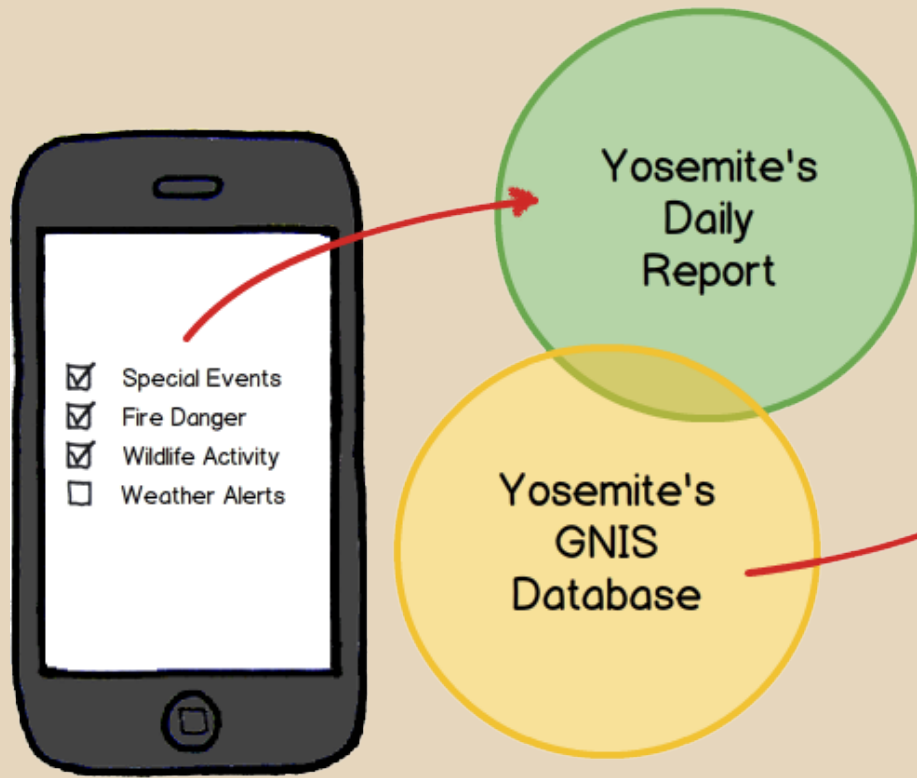 Special Events
Fire Danger
Wildlife Activity
Weather Alerts
Yosemite's
Daily
Report
Yosemite's
GNIS
Database